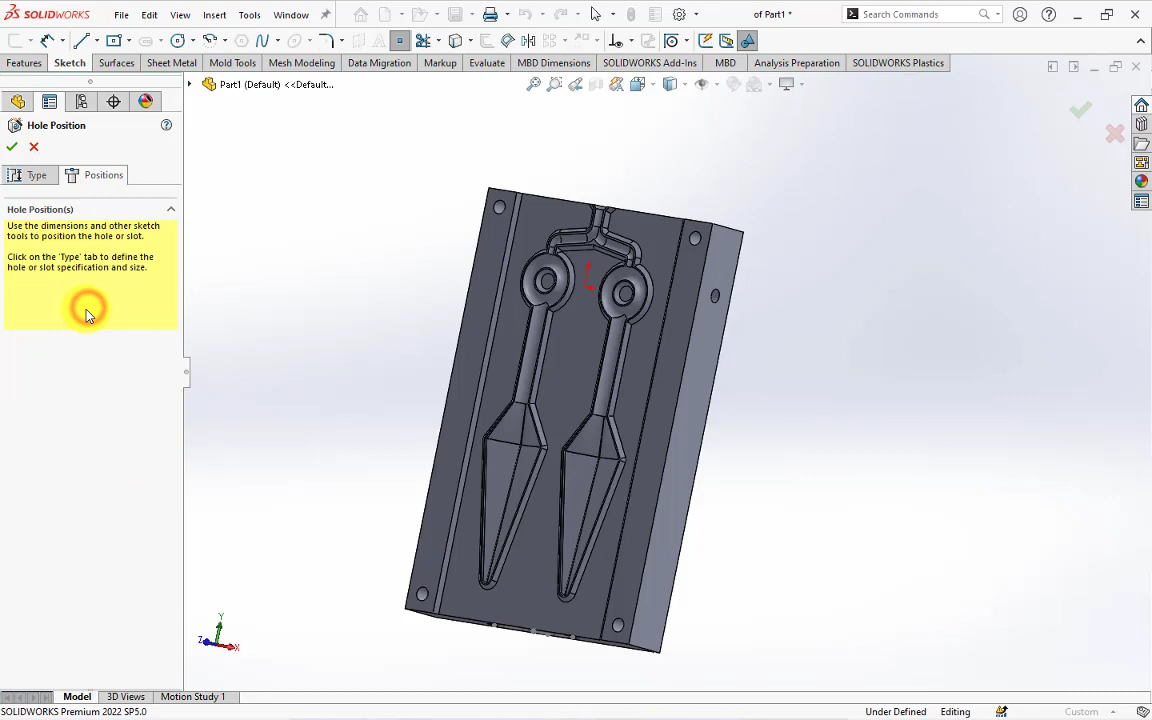 SOLIDWORKS File Edit View Insert Tools Window of Part1 * Search Commands
Features Sketch Surfaces Sheet Metal Mold Tools Mesh Modeling Data Migration Markup Evaluate MBD Dimensions SOLIDWORKS Add-Ins MBD Analysis Preparation SOLIDWORKS Plastics
Part1 (Default) <<Default...
Hole Position
Type Positions
Hole Position(s)
Use the dimensions and other sketch
tools to position the hole or slot.
Click on the 'Type' tab to define the
hole or slot specification and size.
Y
Z X
Model 3D Views Motion Study 1
SOLIDWORKS Premium 2022 SP5.0 Under Defined Editing Custom